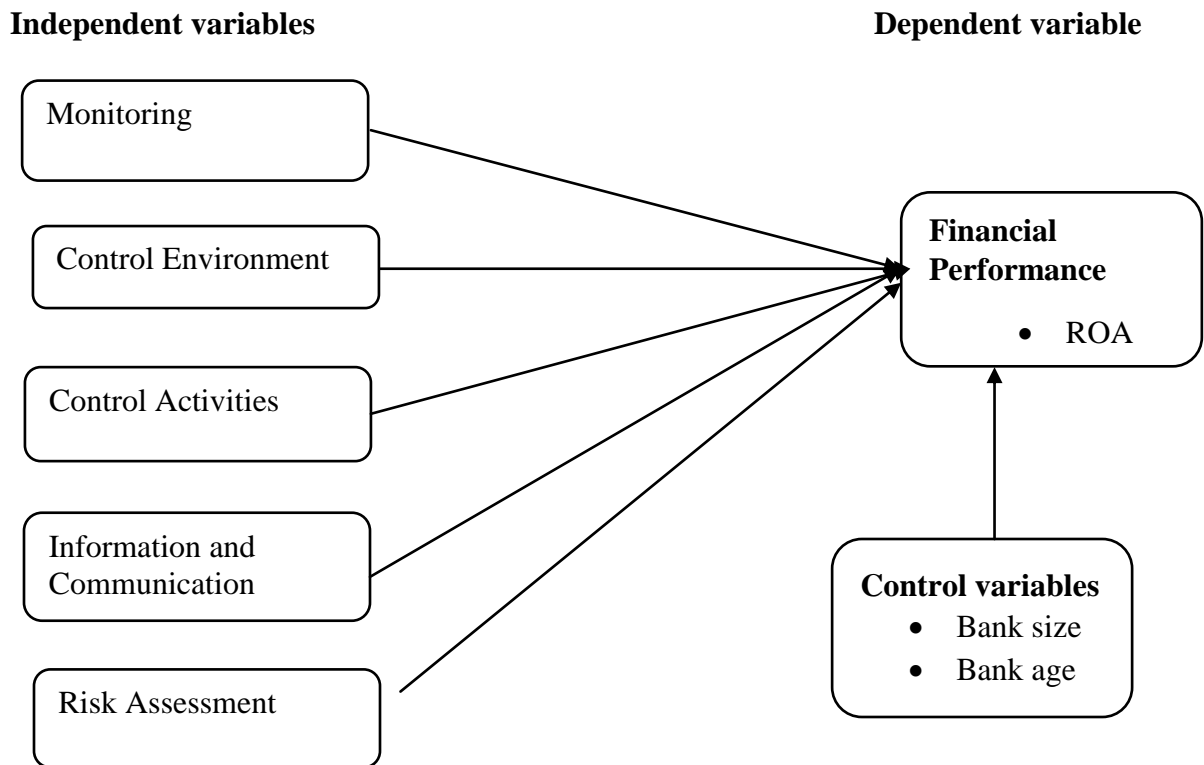 Independent variables
Dependent variable
Monitoring
Control Environment
Control Activities
Information and
Communication
Risk Assessment
Financial
Performance
• ROA
Control variables
• Bank size
• Bank age